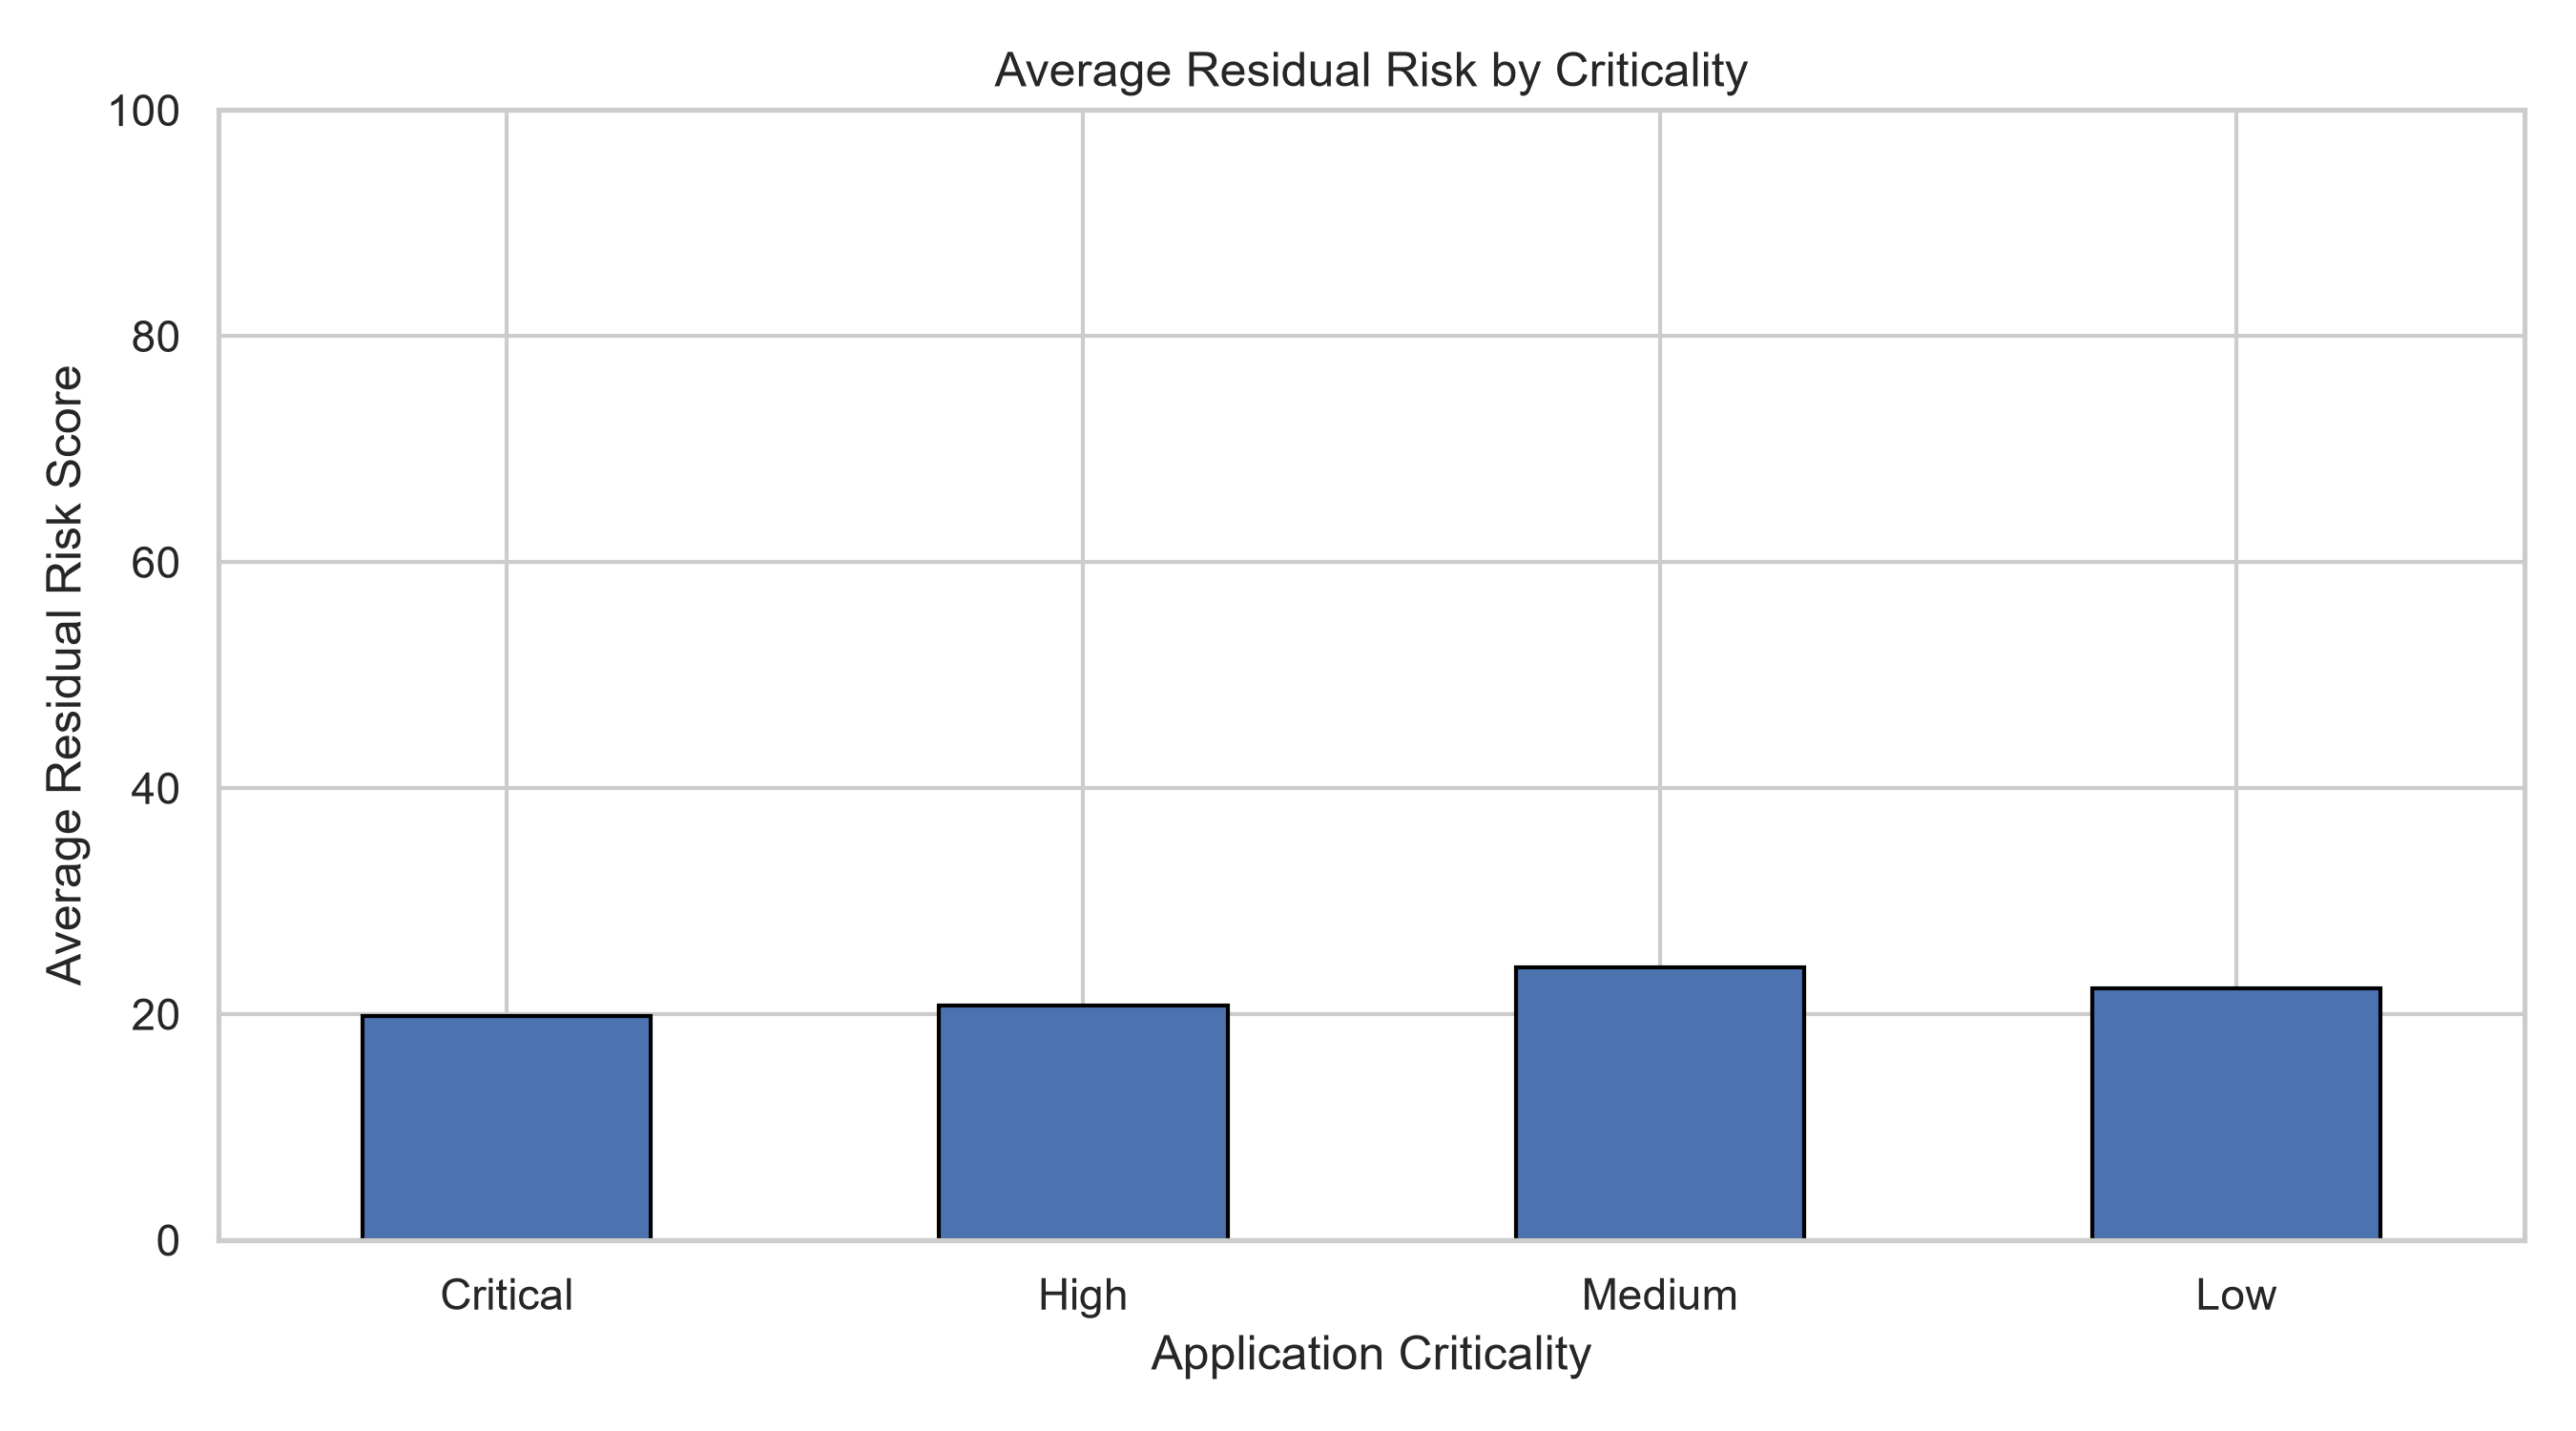 Average Residual Risk by Criticality
100
80
60
40
20
0
Average Residual Risk Score
Critical
High
Medium
Low
Application Criticality